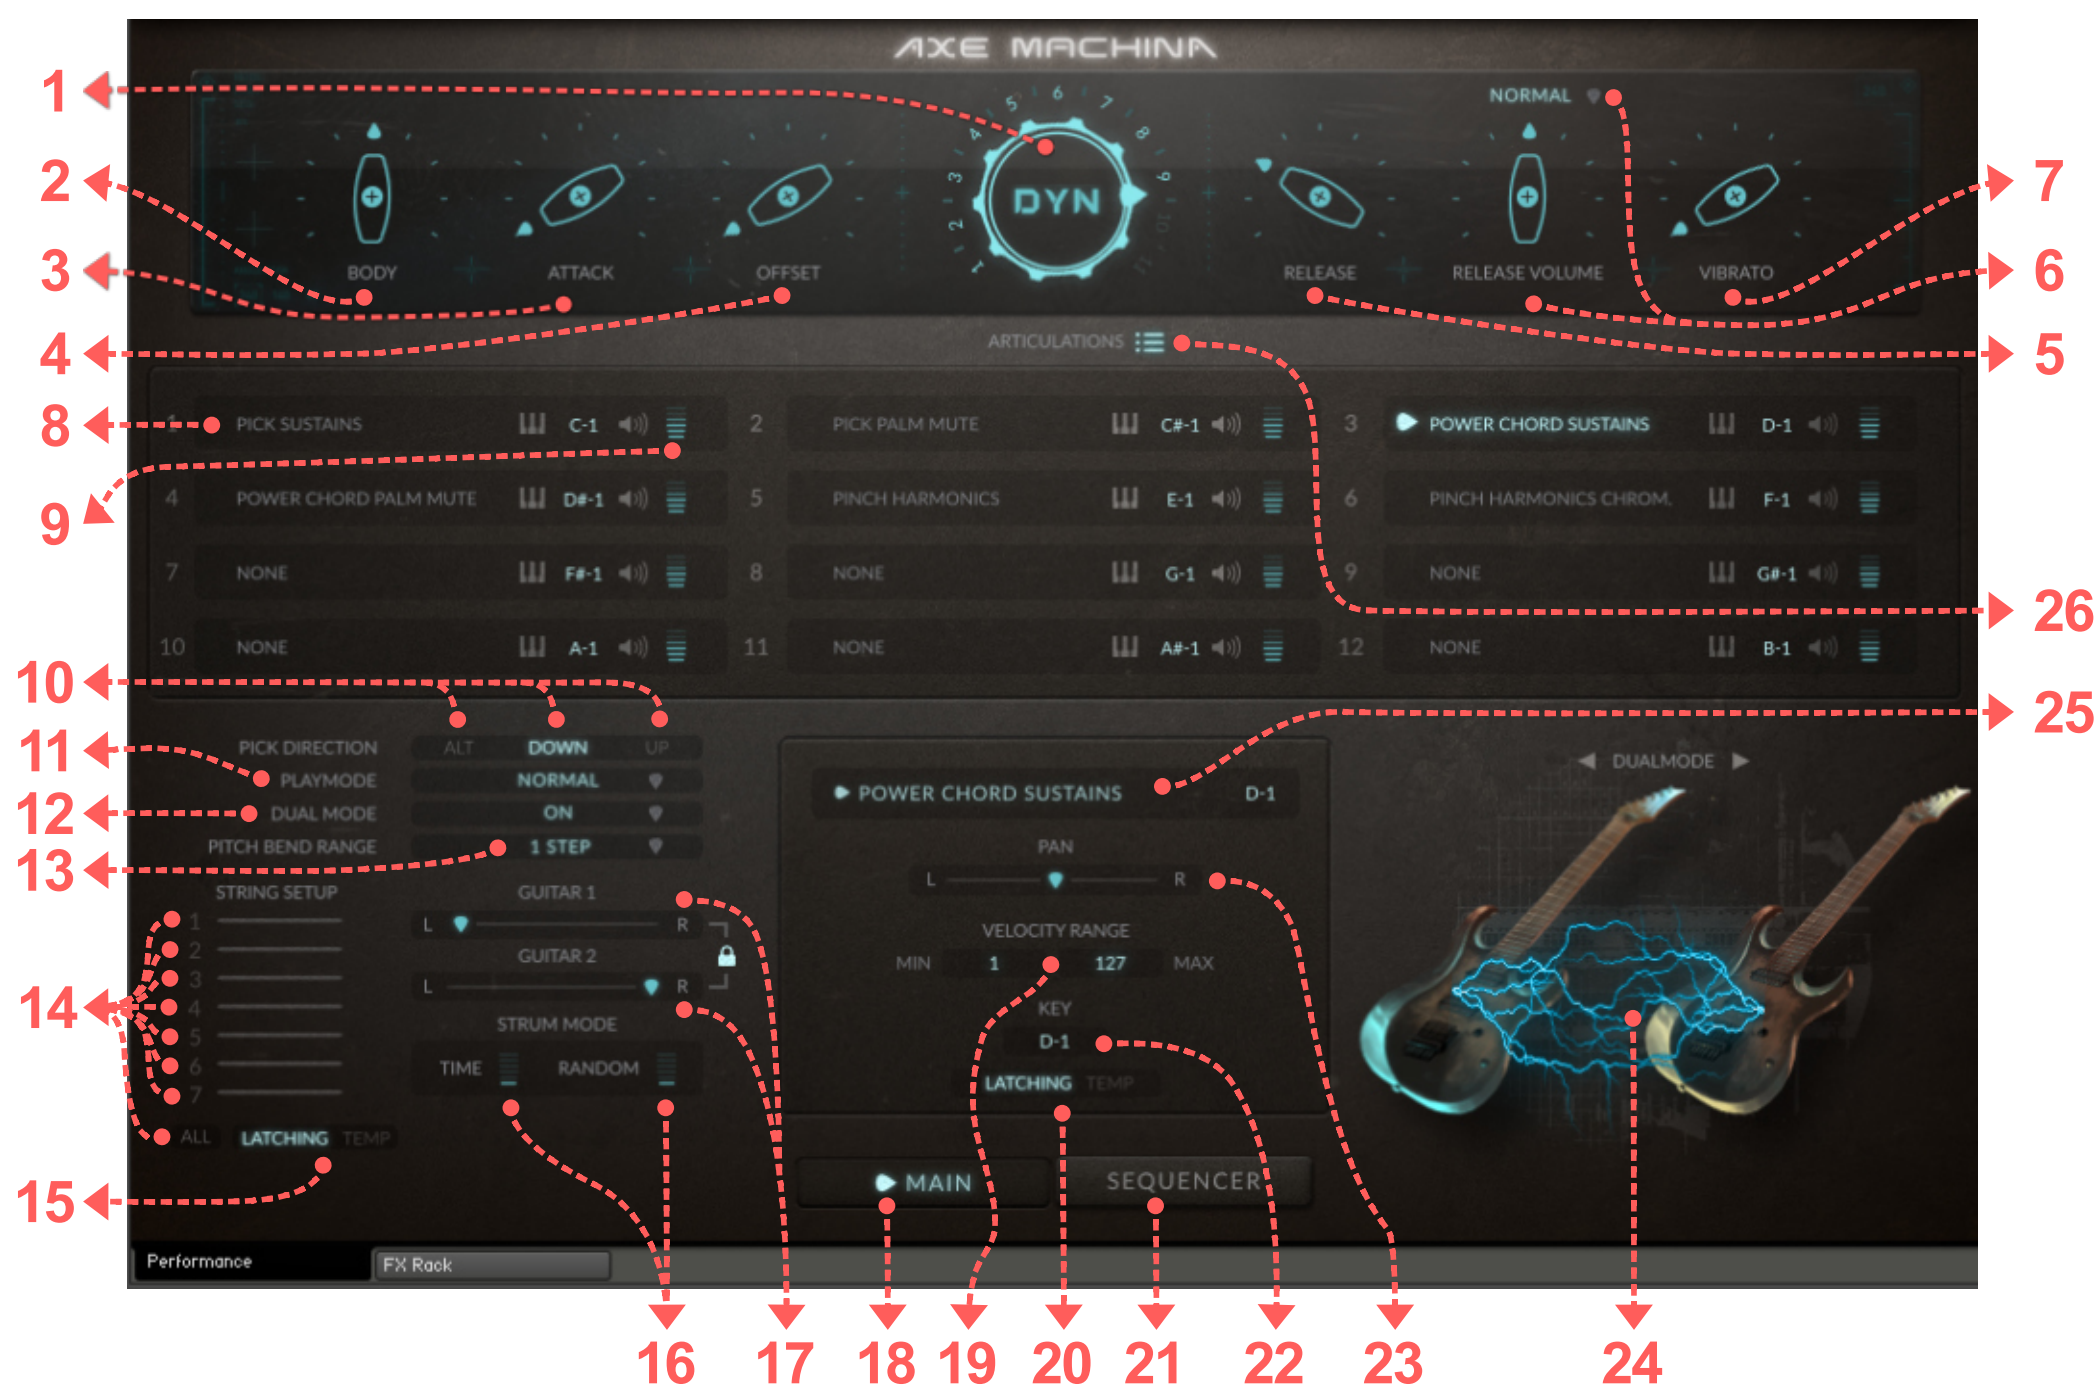 AXE MACHINA
1
5 6 7
NORMAL
4 8
2
3 DYN 9
7
2 10
1 11
3
BODY ATTACK OFFSET RELEASE RELEASE VOLUME VIBRATO
6
4
ARTICULATIONS
5
8
1 PICK SUSTAINS C-1 2 PICK PALM MUTE C#-1 3 POWER CHORD SUSTAINS D-1
9
4 POWER CHORD PALM MUTE D#-1 5 PINCH HARMONICS E-1 6 PINCH HARMONICS CHROM. F-1
7 NONE F#-1 8 NONE G-1 9 NONE G#-1
26
10 NONE A-1 11 NONE A#-1 12 NONE B-1
10
25
11
PICK DIRECTION ALT DOWN UP
PLAYMODE NORMAL
12
DUAL MODE ON
13
PITCH BEND RANGE 1 STEP
POWER CHORD SUSTAINS D-1
DUALMODE
PAN
L R
STRING SETUP
1
2
3
4
5
6
7
14
ALL LATCHING TEMP
15
GUITAR 1
L R
GUITAR 2
L R
STRUM MODE
TIME RANDOM
VELOCITY RANGE
MIN 1 127 MAX
KEY
D-1
LATCHING TEMP
MAIN SEQUENCER
Performance FX Rack
16 17 18 19 20 21 22 23 24